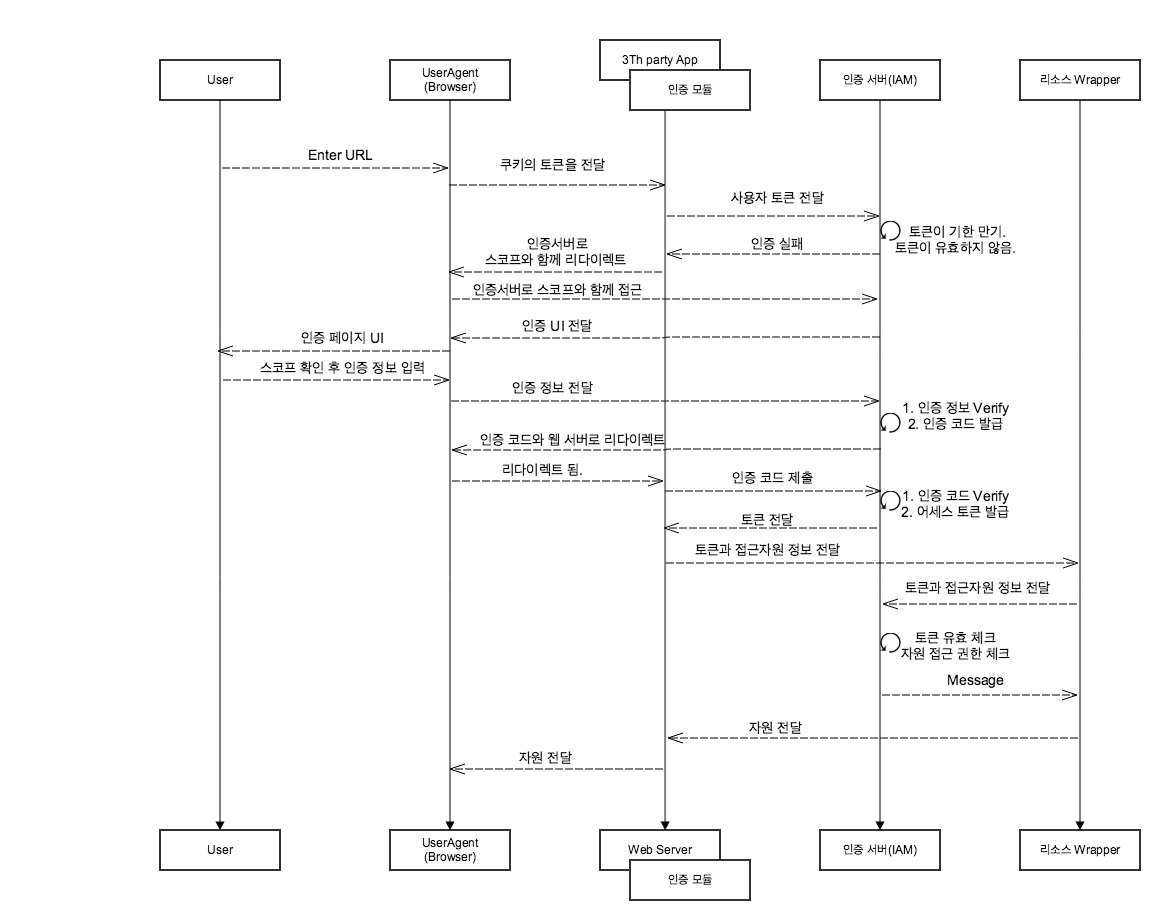 User
UserAgent
(Browser)
3Th party App
인증 모듈
인증 서버(IAM)
리소스 Wrapper
Enter URL
쿠키의 토큰을 전달
사용자 토큰 전달
토큰이 기한 만기.
토큰이 유효하지 않음.
인증 실패
인증서버로
스코프와 함께 리다이렉트
인증서버로 스코프와 함께 접근
인증 UI 전달
인증 페이지 UI
스코프 확인 후 인증 정보 입력
인증 정보 전달
1. 인증 정보 Verify
2. 인증 코드 발급
인증 코드와 웹 서버로 리다이렉트
리다이렉트 됨.
인증 코드 제출
1. 인증 코드 Verify
2. 어세스 토큰 발급
토큰 전달
토큰과 접근자원 정보 전달
토큰과 접근자원 정보 전달
토큰 유효 체크
자원 접근 권한 체크
Message
자원 전달
자원 전달
User
UserAgent
(Browser)
Web Server
인증 모듈
인증 서버(IAM)
리소스 Wrapper